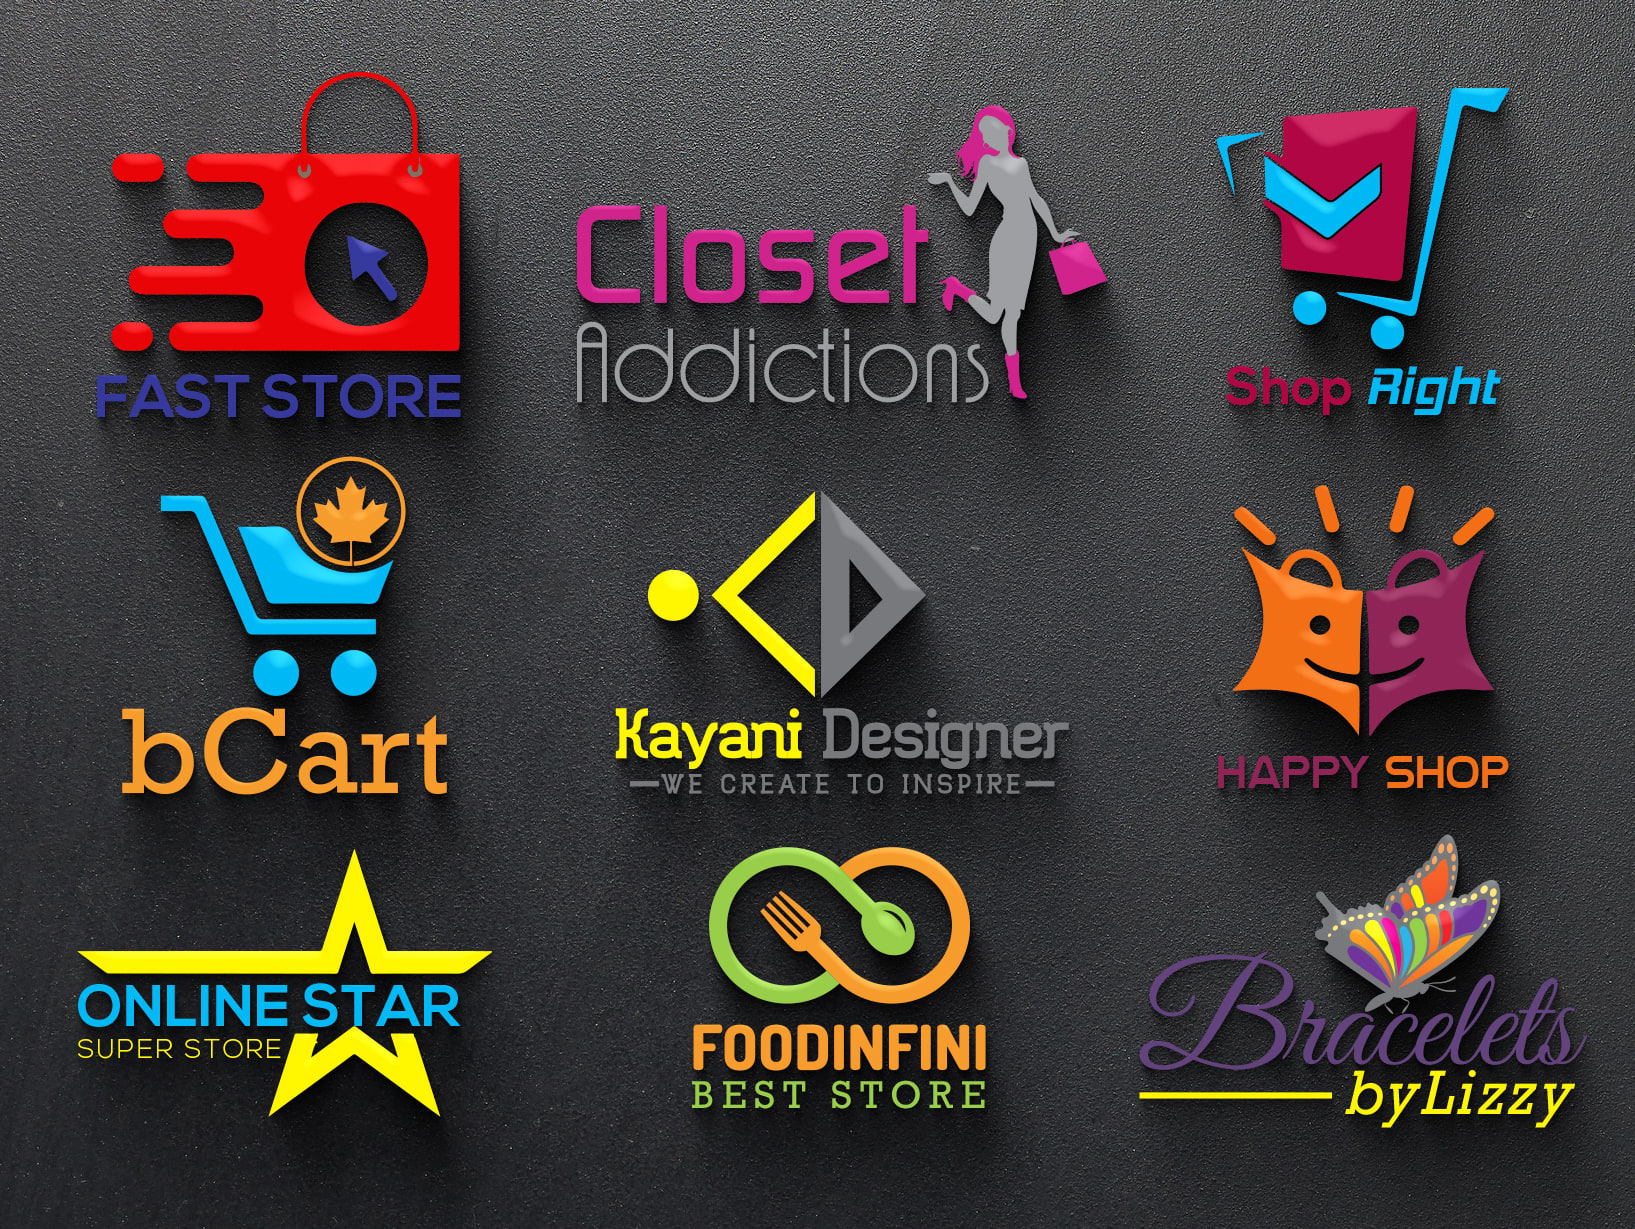 FAST STORE
Closet
Addictions
Shop Right
bCart
Kayani Designer
WE CREATE TO INSPIRE
HAPPY SHOP
ONLINE STAR
SUPER STORE
FOODINFINI
BEST STORE
Bracelets
byLizzy